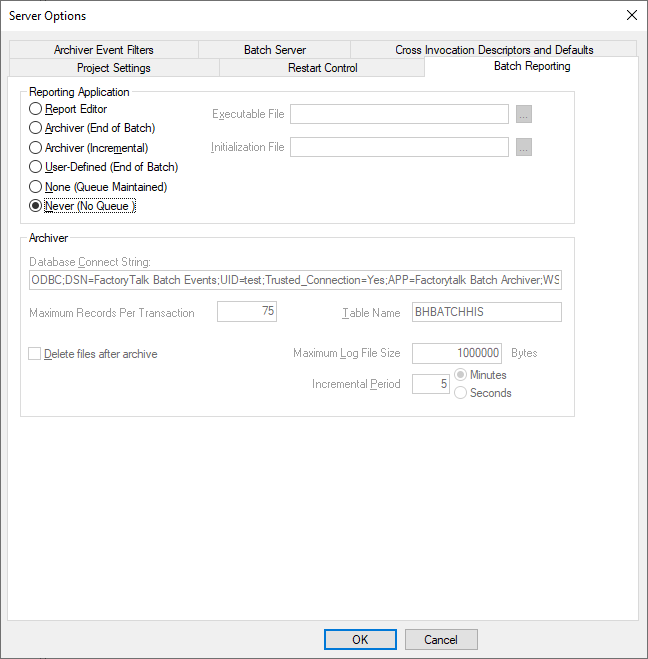 Server Options
Archiver Event Filters
Batch Server
Cross Invocation Descriptors and Defaults
Project Settings
Restart Control
Batch Reporting
Reporting Application
Report Editor
Archiver (End of Batch)
Archiver (Incremental)
User-Defined (End of Batch)
None (Queue Maintained)
Never (No Queue )
Executable File
...
Initialization File
...
Archiver
Database Connect String:
ODBC;DSN=FactoryTalk Batch Events;UID=test;Trusted_Connection=Yes;APP=Factorytalk Batch Archiver;WS
Maximum Records Per Transaction 75
Table Name BHBATCHHIS
Delete files after archive
Maximum Log File Size 1000000 Bytes
Incremental Period 5
Minutes
Seconds
OK
Cancel